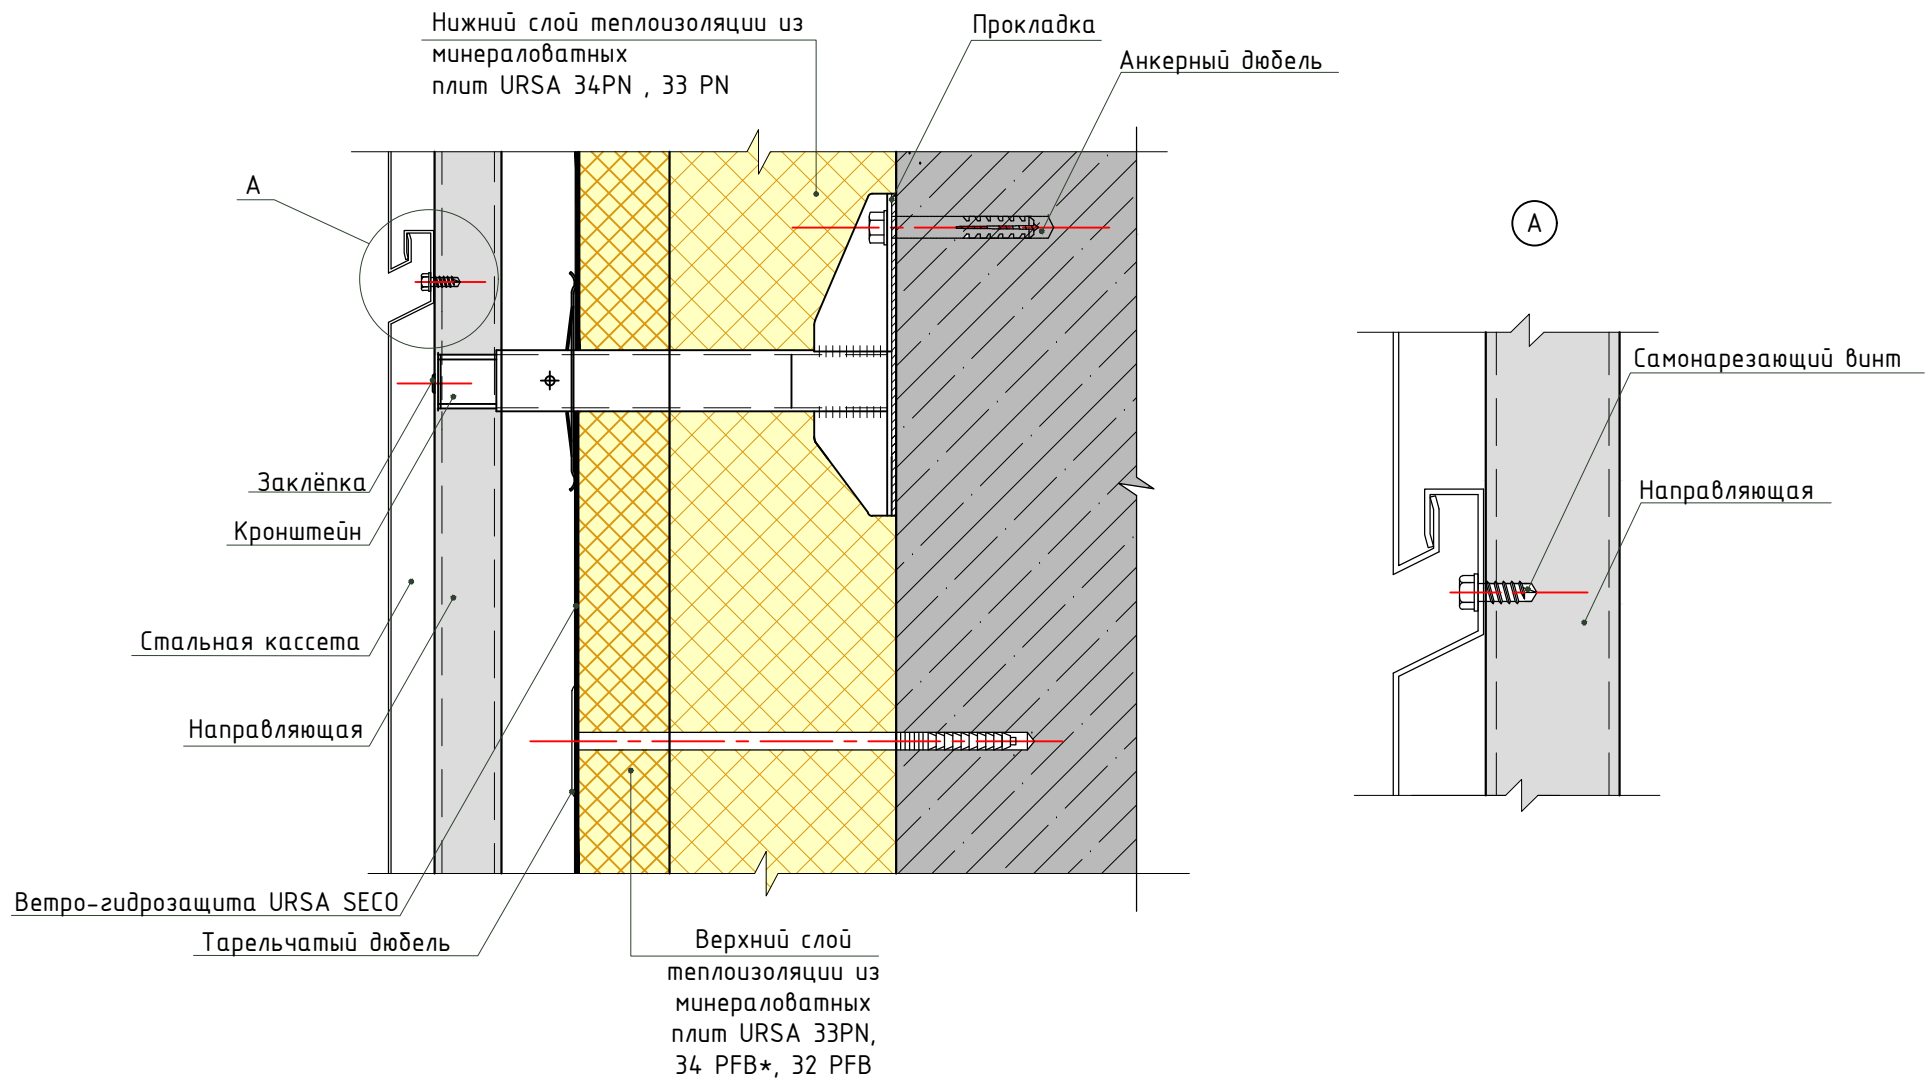 Нижний слой теплоизоляции из
минераловатных
плит URSA 34PN , 33 PN
Прокладка
Анкерный дюбель
А
А
Самонарезающий винт
Направляющая
Заклёпка
Кронштейн
Стальная кассета
Направляющая
Ветро-гидрозащита URSA SECO
Тарельчатый дюбель
Верхний слой
теплоизоляции из
минераловатных
плит URSA 33PN,
34 PFB*, 32 PFB